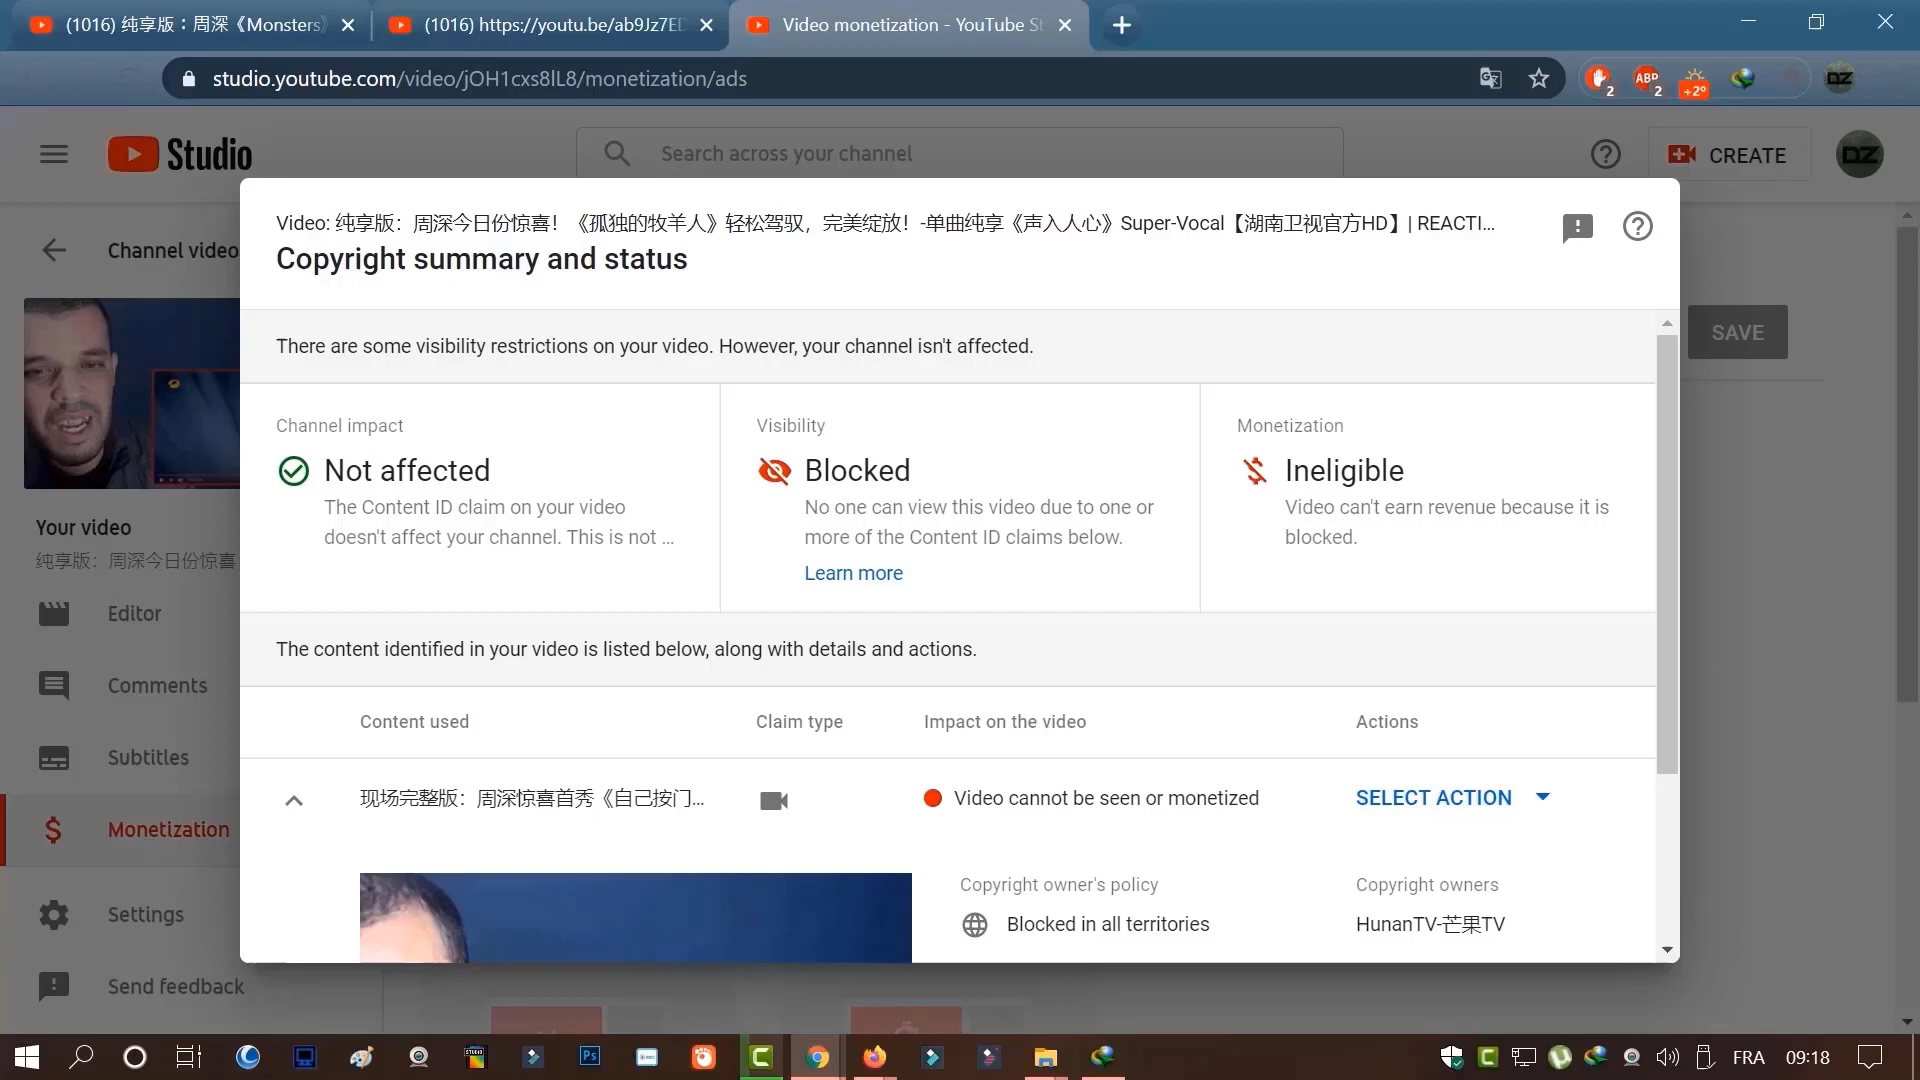 (1016) 纯享版：周深《Monsters》
(1016) https://youtu.be/ab9Jz7ED
Video monetization - YouTube St
studio.youtube.com/video/jOH1cxs8lL8/monetization/ads
2
ABP
2
+2°
DZ
Studio
Search across your channel
CREATE
DZ
Channel video
Video: 纯享版：周深今日份惊喜！《孤独的牧羊人》轻松驾驭，完美绽放！-单曲纯享《声入人心》Super-Vocal【湖南卫视官方HD】| REACTI...
Copyright summary and status
There are some visibility restrictions on your video. However, your channel isn't affected.
SAVE
Channel impact
Not affected
The Content ID claim on your video
doesn't affect your channel. This is not ...
Visibility
Blocked
No one can view this video due to one or
more of the Content ID claims below.
Learn more
Monetization
Ineligible
Video can't earn revenue because it is
blocked.
Your video
纯享版：周深今日份惊喜
Editor
Comments
Subtitles
Monetization
Settings
Send feedback
The content identified in your video is listed below, along with details and actions.
Content used
Claim type
Impact on the video
Actions
现场完整版：周深惊喜首秀《自己按门...
Video cannot be seen or monetized
SELECT ACTION
Copyright owner's policy
Blocked in all territories
Copyright owners
HunanTV-芒果TV
STUDIO
Ps
FRA
09:18